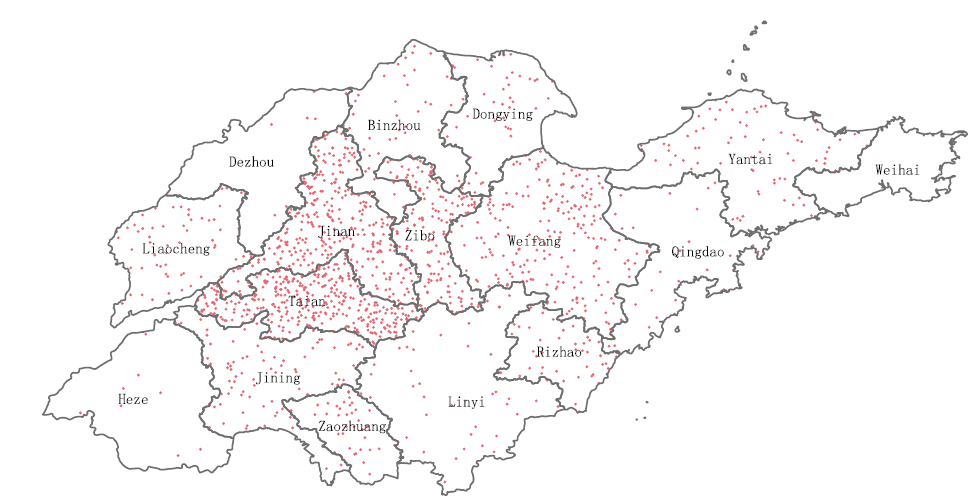 Dongying
Binzhou
Yantai
Dezhou
Weihai
Jinan
Zibo
Weifang
Liaocheng
Qingdao
Taian
Rizhao
Jining
Heze
Linyi
Zaozhuang